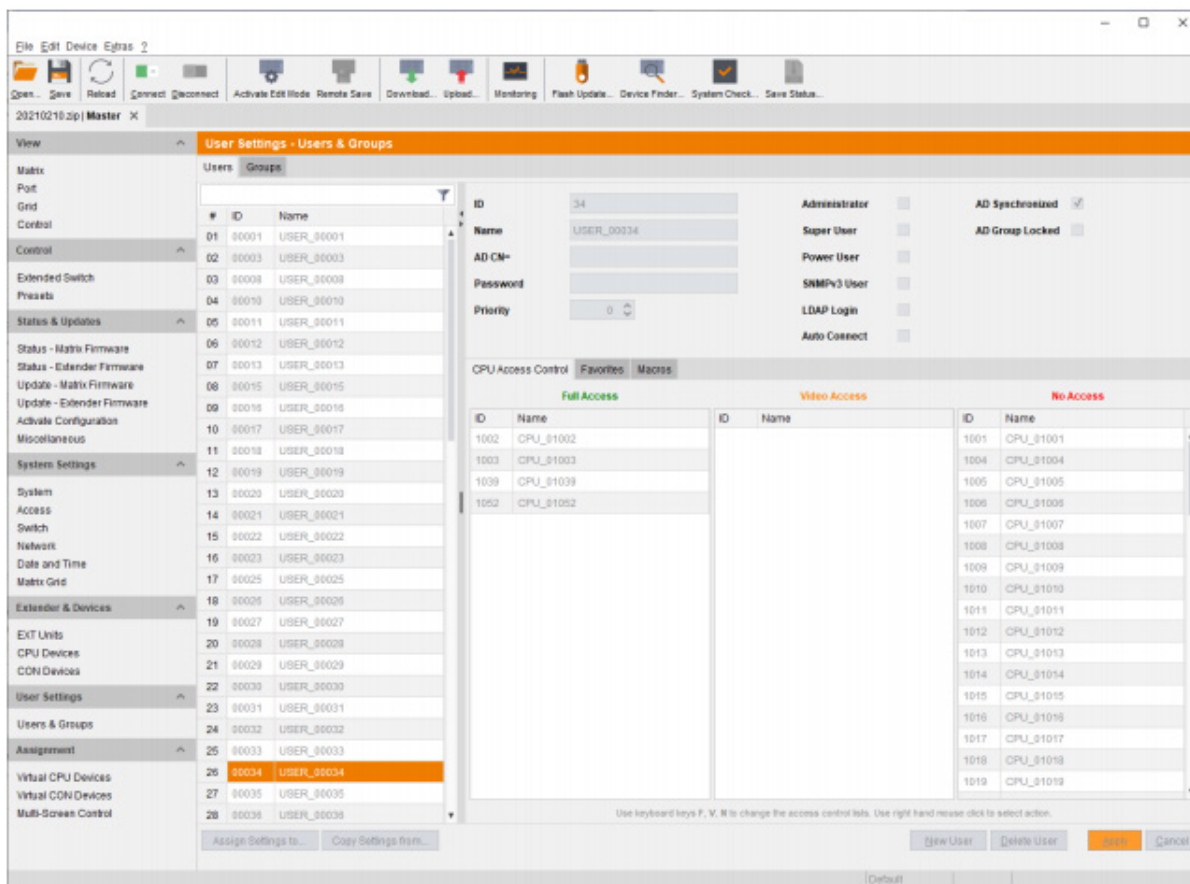 File Edit Device Extras ?
Open... Save Reload Connect Disconnect Activate Edit Mode Remote Save Download... Upload... Monitoring Flash Update... Device Finder... System Check... Save Status...
20210210.zip | Master X
View
Matrix
Port
Grid
Control
Control
Extended Switch
Presets
Status & Updates
Status - Matrix Firmware
Status - Extender Firmware
Update - Matrix Firmware
Update - Extender Firmware
Activate Configuration
Miscellaneous
System Settings
System
Access
Switch
Network
Date and Time
Matrix Grid
Extender & Devices
EXT Units
CPU Devices
CON Devices
User Settings
Users & Groups
Assignment
Virtual CPU Devices
Virtual CON Devices
Multi-Screen Control
User Settings - Users & Groups
Users Groups
# ID Name
01 00001 USER_00001
02 00003 USER_00003
03 00008 USER_00008
04 00010 USER_00010
05 00011 USER_00011
06 00012 USER_00012
07 00013 USER_00013
08 00015 USER_00015
09 00016 USER_00016
10 00017 USER_00017
11 00018 USER_00018
12 00019 USER_00019
13 00020 USER_00020
14 00021 USER_00021
15 00022 USER_00022
16 00023 USER_00023
17 00025 USER_00025
18 00026 USER_00026
19 00027 USER_00027
20 00028 USER_00028
21 00029 USER_00029
22 00030 USER_00030
23 00031 USER_00031
24 00032 USER_00032
25 00033 USER_00033
26 00034 USER_00034
27 00035 USER_00035
28 00036 USER_00036
Assign Settings to... Copy Settings from...
ID 34
Name USER_00034
AD CN=
Password
Priority 0
Administrator
Super User
Power User
SNMPv3 User
LDAP Login
Auto Connect
AD Synchronized
AD Group Locked
CPU Access Control Favorites Macros
Full Access
ID Name
1002 CPU_01002
1003 CPU_01003
1039 CPU_01039
1052 CPU_01052
Video Access
ID Name
No Access
ID Name
1001 CPU_01001
1004 CPU_01004
1005 CPU_01005
1006 CPU_01006
1007 CPU_01007
1008 CPU_01008
1009 CPU_01009
1010 CPU_01010
1011 CPU_01011
1012 CPU_01012
1013 CPU_01013
1014 CPU_01014
1015 CPU_01015
1016 CPU_01016
1017 CPU_01017
1018 CPU_01018
1019 CPU_01019
Use keyboard keys F, V, N to change the access control lists. Use right hand mouse click to select action.
New User Delete User Apply Cancel
Default